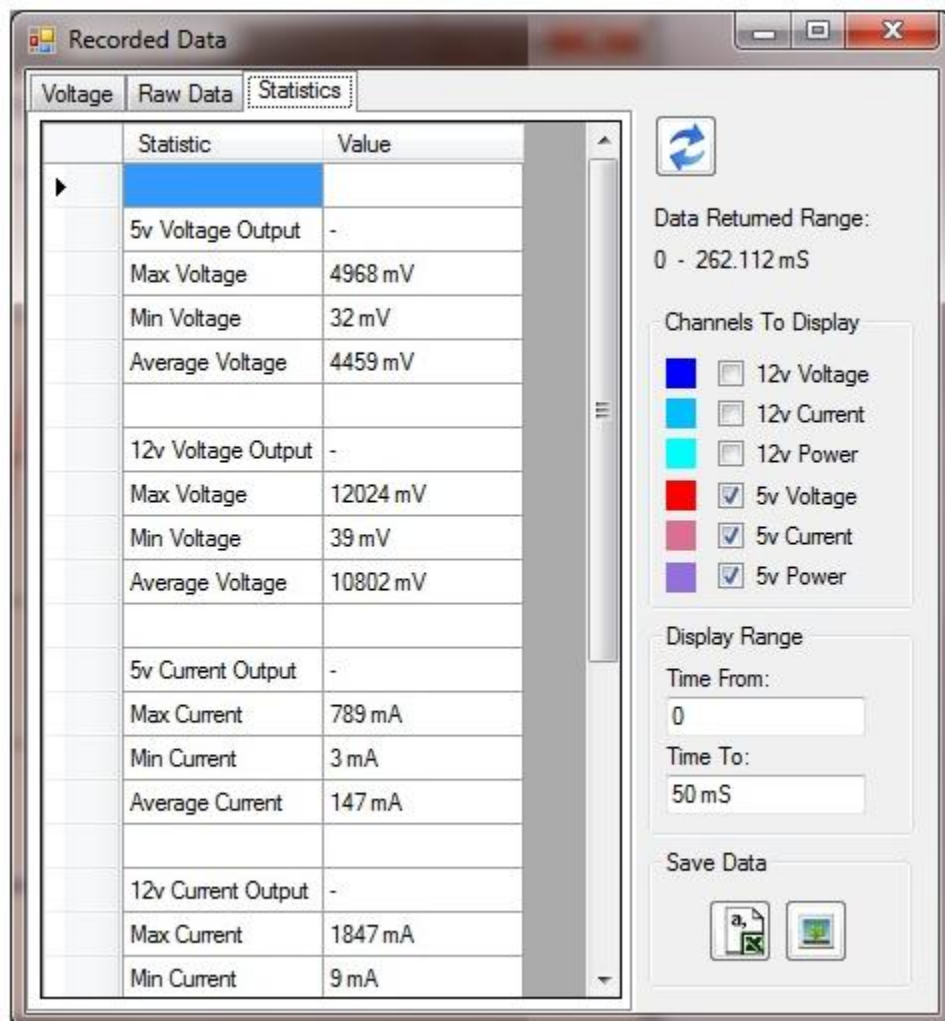 Recorded Data
Voltage Raw Data Statistics
Statistic Value
5v Voltage Output -
Max Voltage 4968 mV
Min Voltage 32 mV
Average Voltage 4459 mV
12v Voltage Output -
Max Voltage 12024 mV
Min Voltage 39 mV
Average Voltage 10802 mV
5v Current Output -
Max Current 789 mA
Min Current 3 mA
Average Current 147 mA
12v Current Output -
Max Current 1847 mA
Min Current 9 mA
Data Returned Range:
0 - 262.112 mS
Channels To Display
12v Voltage
12v Current
12v Power
5v Voltage
5v Current
5v Power
Display Range
Time From:
0
Time To:
50 mS
Save Data
a,